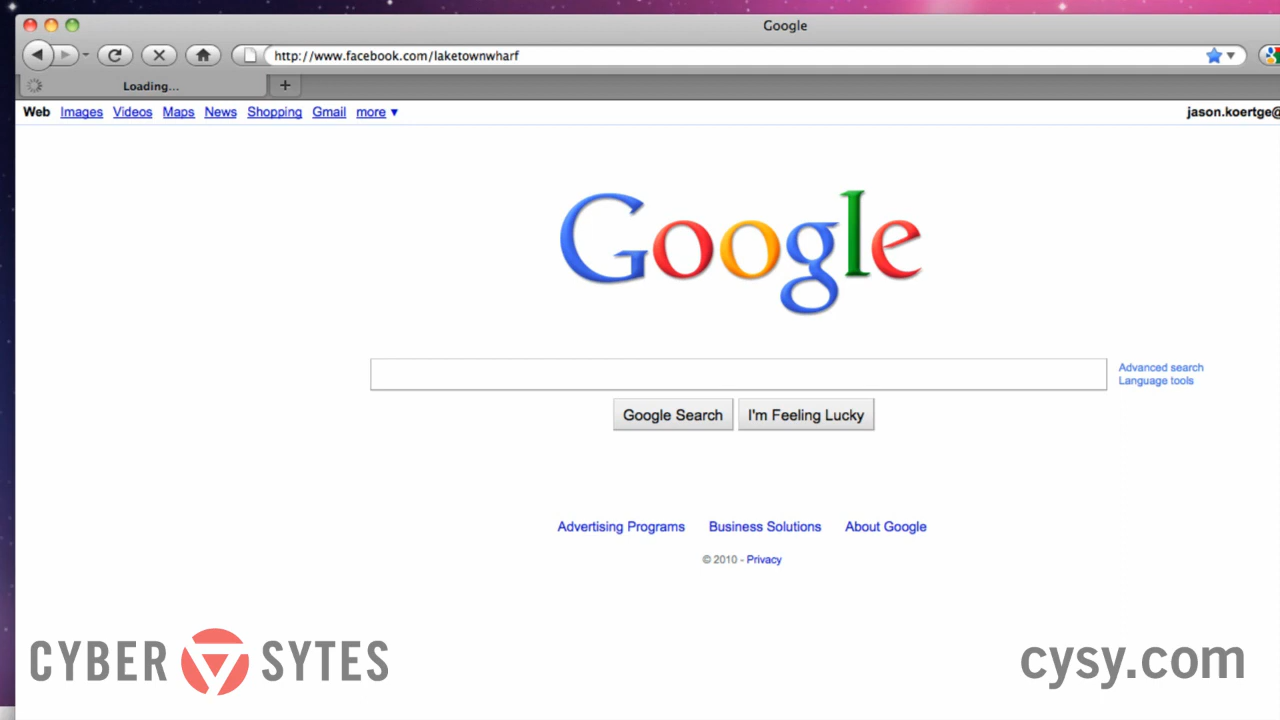 Google
http://www.facebook.com/laketownwharf
Loading...
Web Images Videos Maps News Shopping Gmail more ▼
jason.koertge@
Google
Advanced search
Language tools
Google Search
I'm Feeling Lucky
Advertising Programs Business Solutions About Google
© 2010 - Privacy
CYBER SYTES
cysy.com